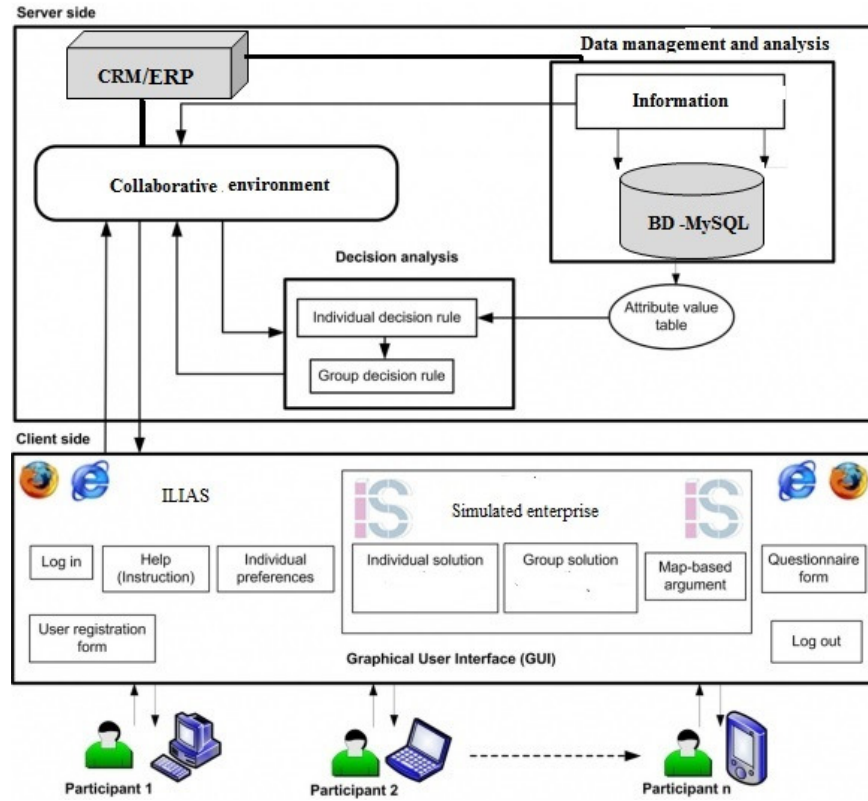 Server side
Data management and analysis
CRM/ERP
Information
Collaborative environment
BD -MySQL
Decision analysis
Individual decision rule
Attribute value
table
Group decision rule
Client side
ILIAS
iS
Simulated enterprise
iS
Log in
Help
(Instruction)
Individual
preferences
Individual solution
Group solution
Map-based
argument
Questionnaire
form
User registration
form
Log out
Graphical User Interface (GUI)
Participant 1
Participant 2
Participant n